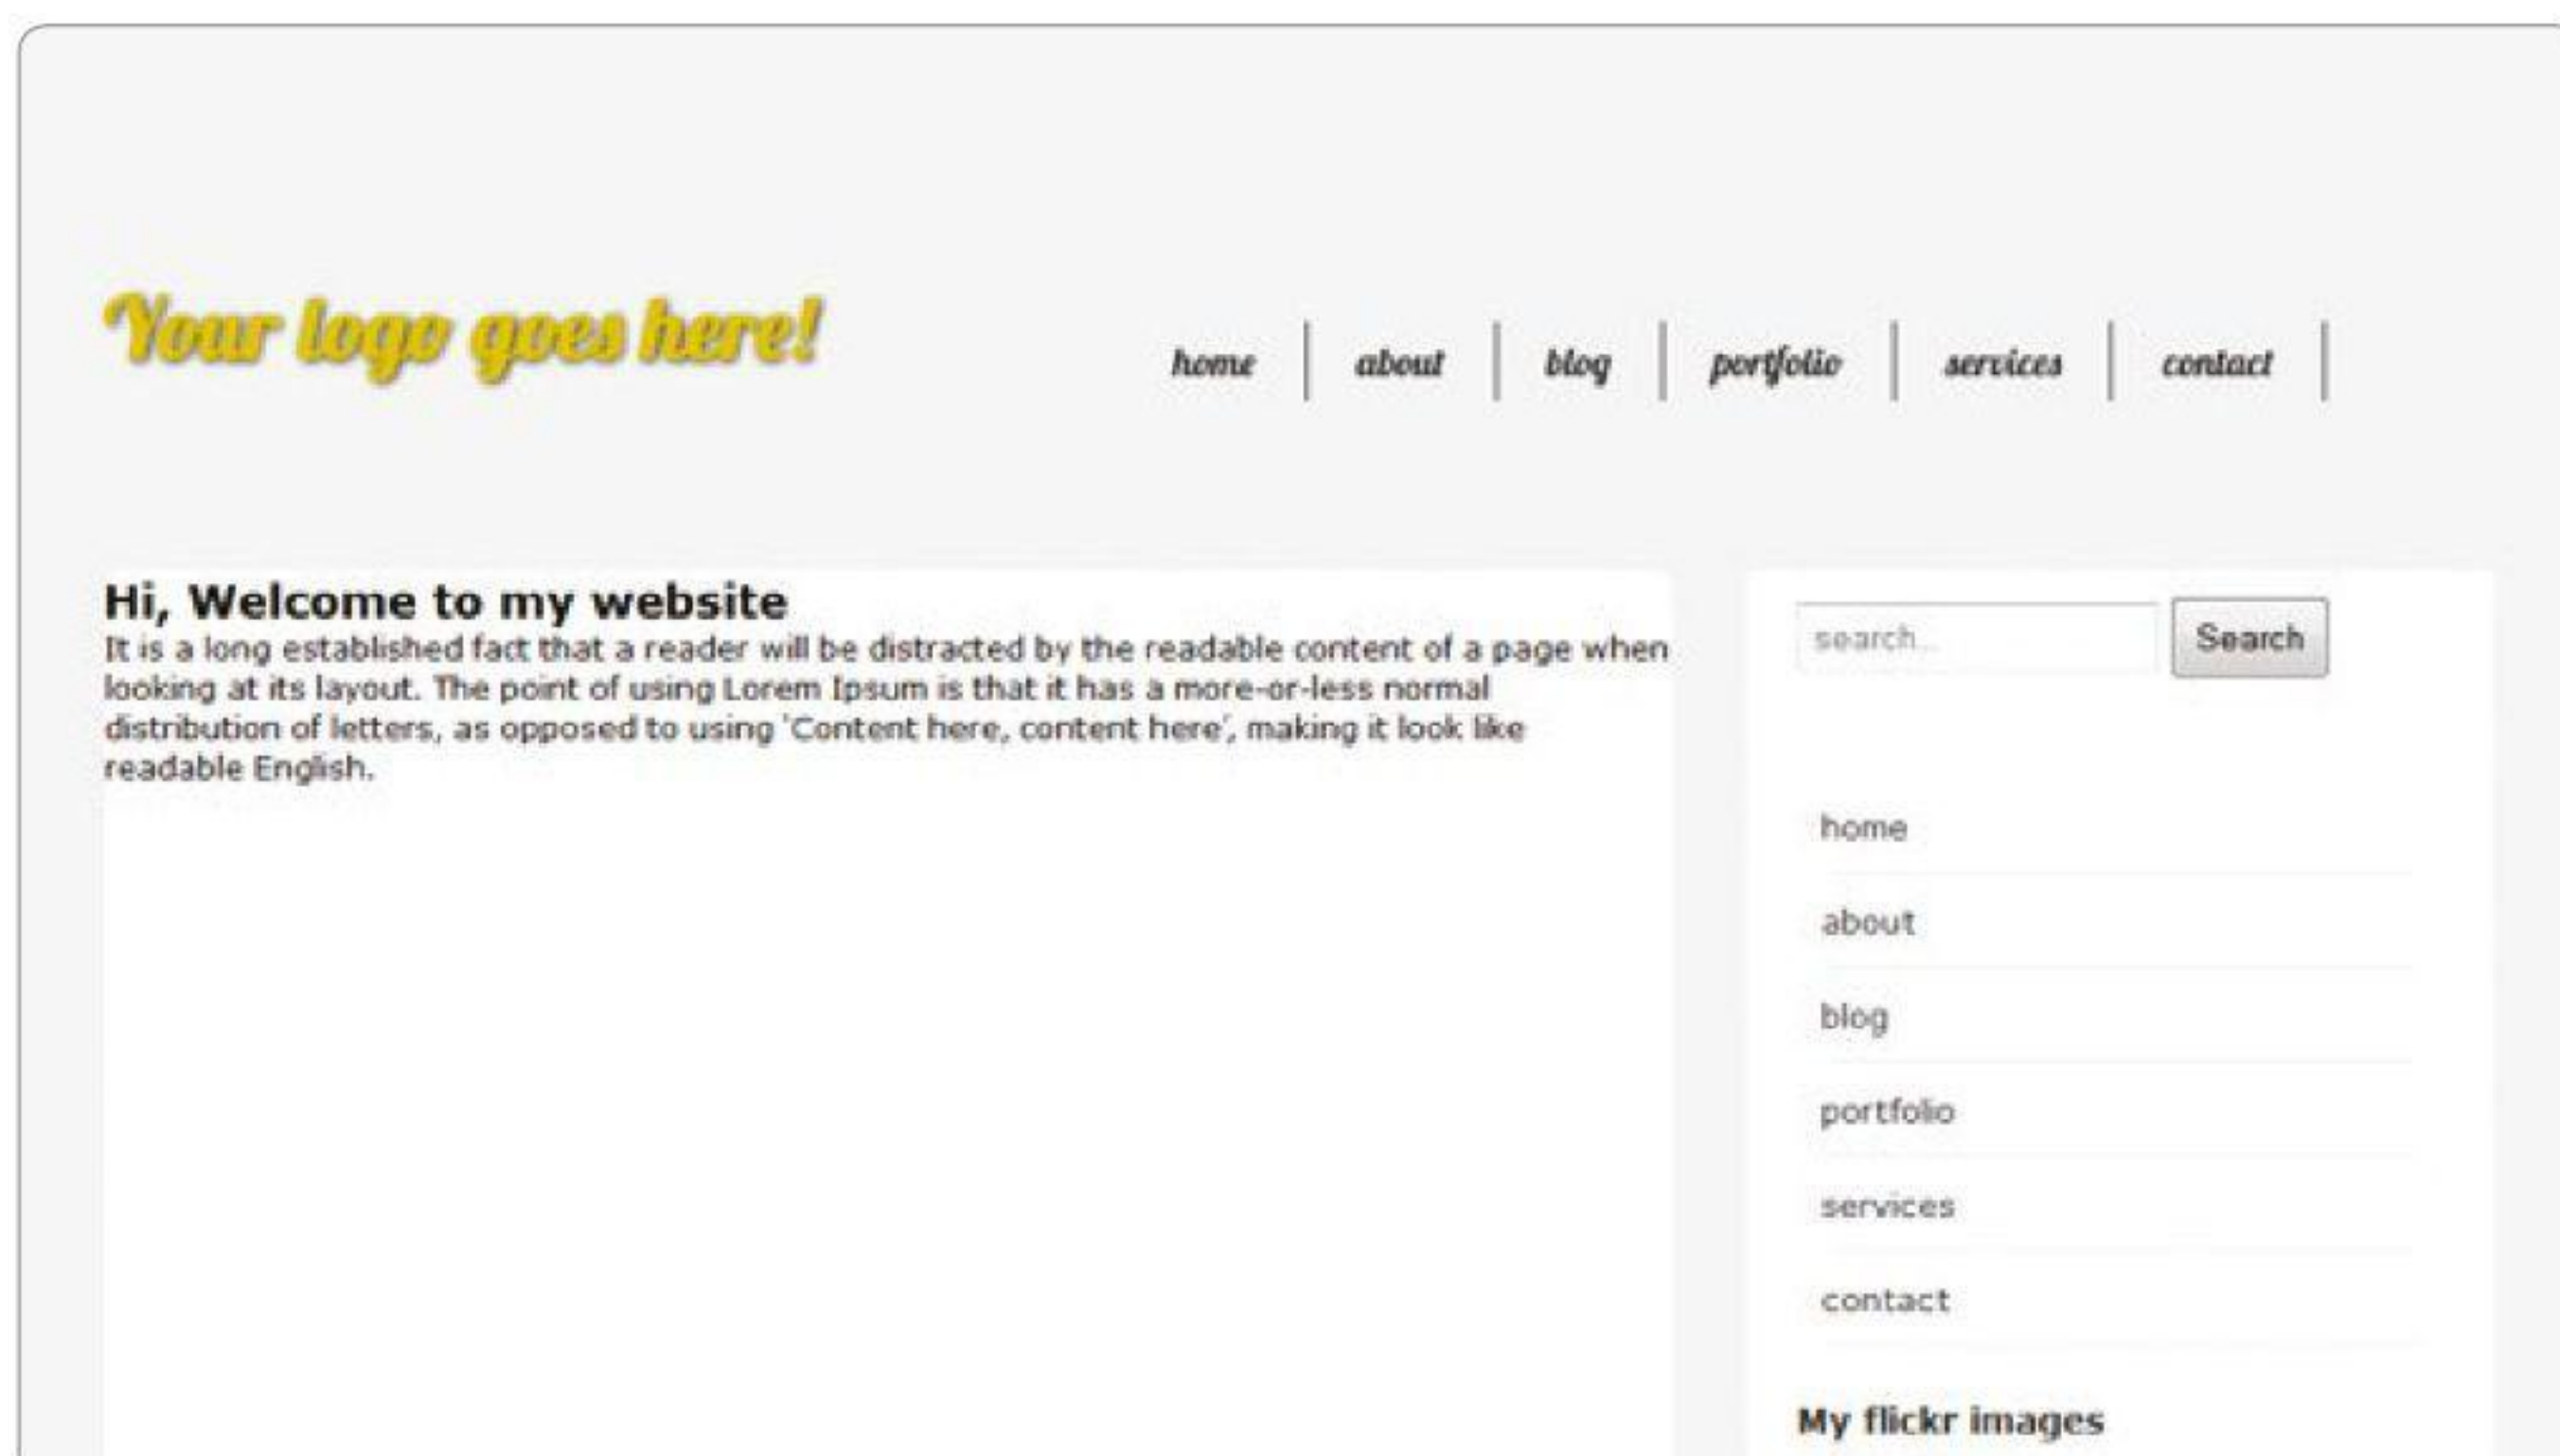 Your logo goes here!
home about blog portfolio services contact
Hi, Welcome to my website
It is a long established fact that a reader will be distracted by the readable content of a page when
looking at its layout. The point of using Lorem Ipsum is that it has a more-or-less normal
distribution of letters, as opposed to using 'Content here, content here', making it look like
readable English.
search...
Search
home
about
blog
portfolio
services
contact
My flickr images